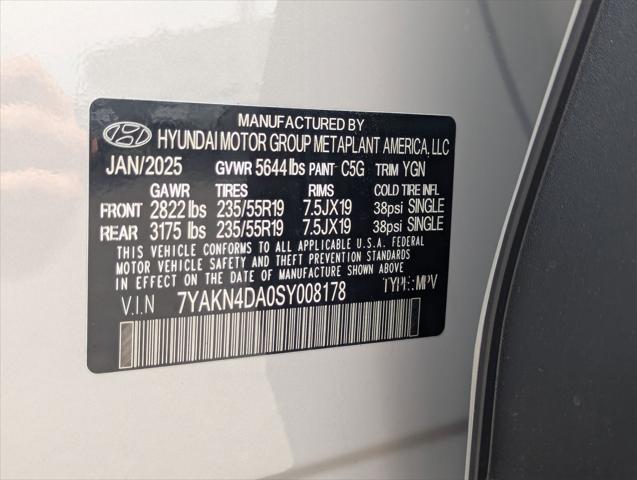 MANUFACTURED BY
HYUNDAI MOTOR GROUP METAPLANT AMERICA, LLC
JAN/2025 GVWR 5644 lbs PAINT C5G TRIM YGN
GAWR TIRES RIMS COLD TIRE INFL
FRONT 2822 lbs 235/55R19 7.5JX19 38psi SINGLE
REAR 3175 lbs 235/55R19 7.5JX19 38psi SINGLE
THIS VEHICLE CONFORMS TO ALL APPLICABLE U.S.A. FEDERAL
MOTOR VEHICLE SAFETY AND THEFT PREVENTION STANDARDS
IN EFFECT ON THE DATE OF MANUFACTURE SHOWN ABOVE.
V.I.N 7YAKN4DA0SY008178 TYPE: MPV